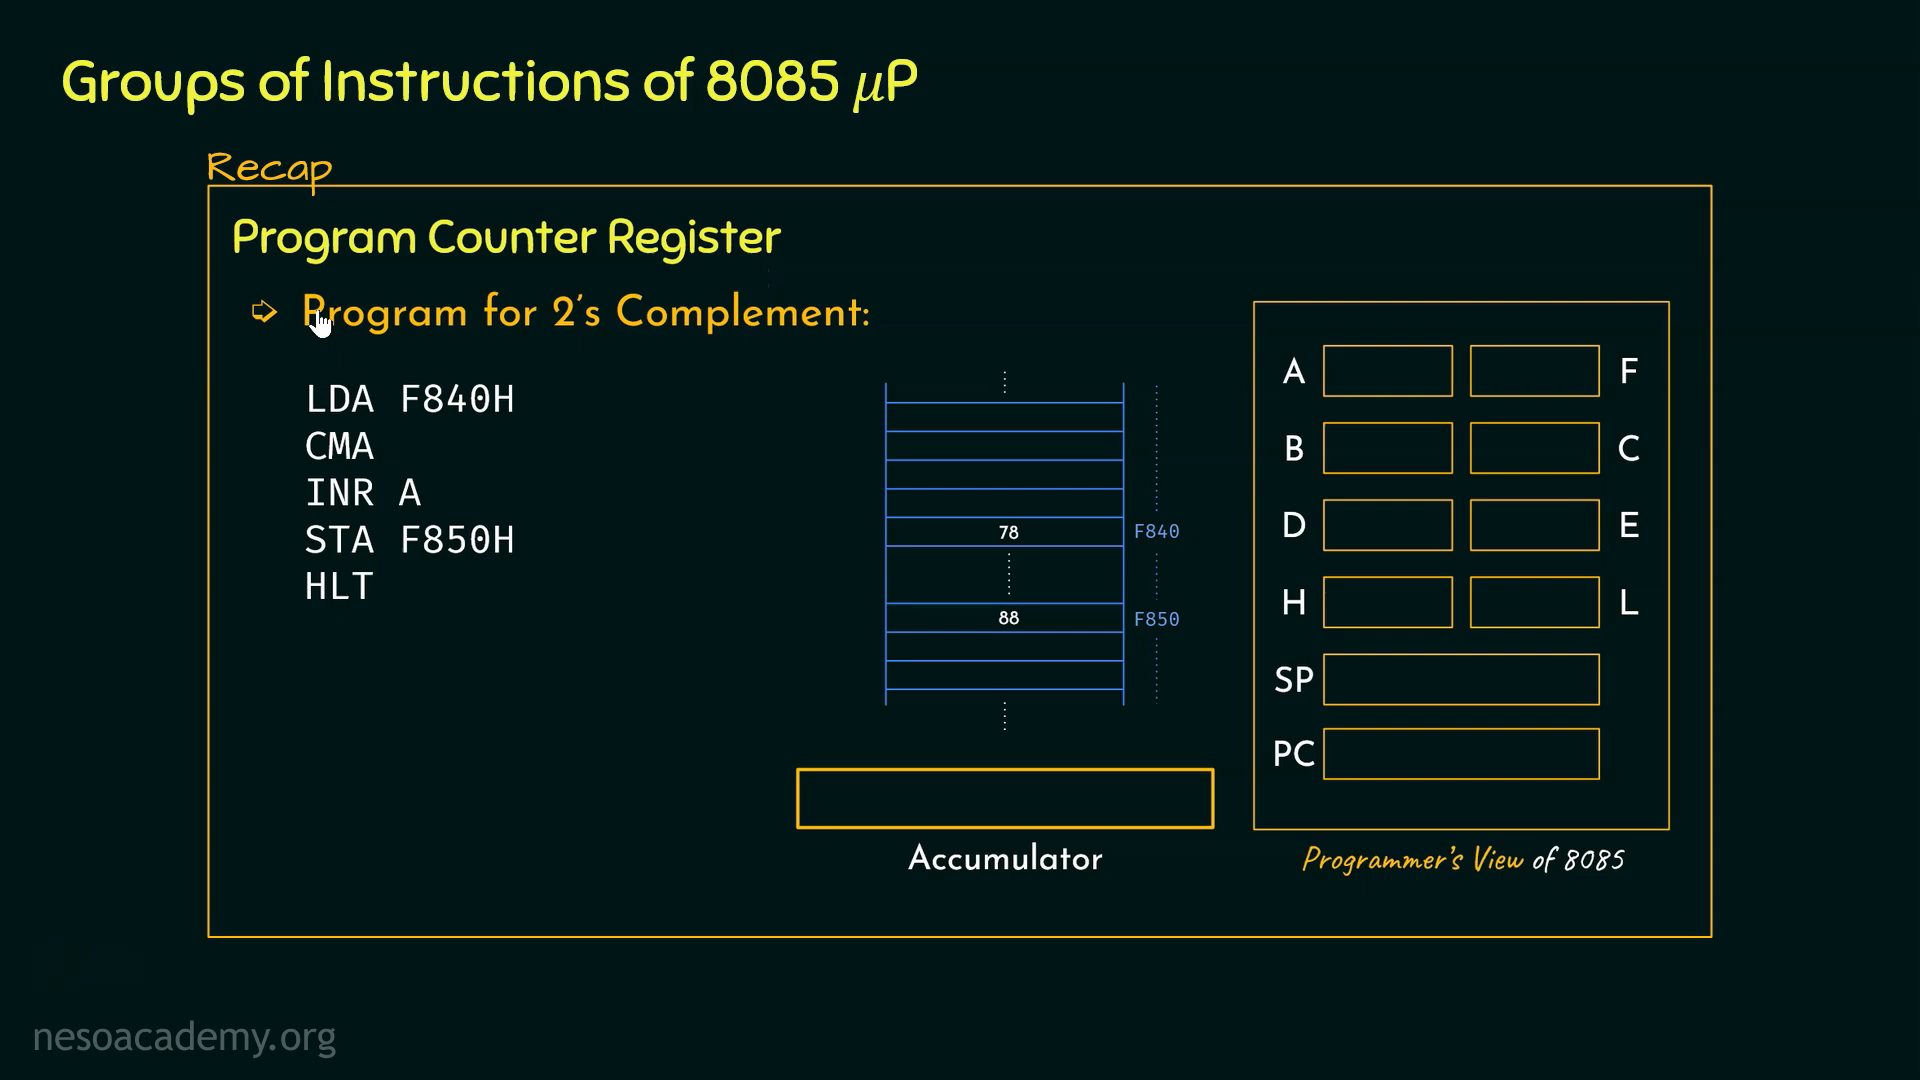 Groups of Instructions of 8085 μP
Recap
Program Counter Register
➩ Program for 2's Complement:
LDA F840H
CMA
INR A
STA F850H
HLT
78 F840
88 F850
Accumulator
A F
B C
D E
H L
SP
PC
Programmer's View of 8085
nesoacademy.org